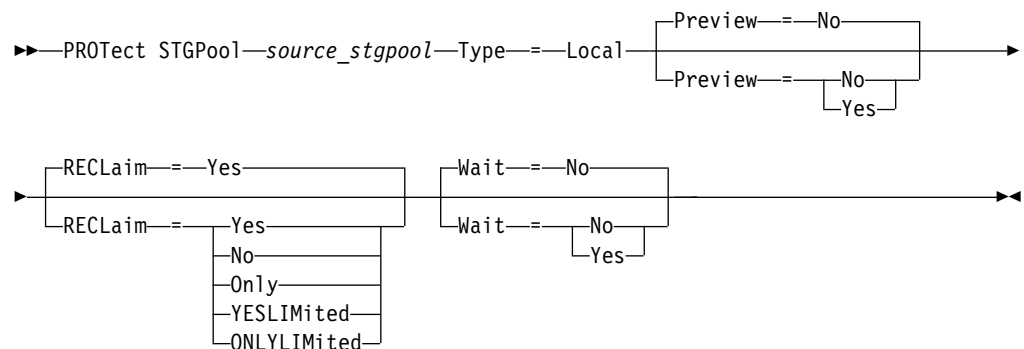 Preview = No
PROTect STGPool source_stgpool Type = Local
Preview = No
Yes
RECLaim = Yes Wait = No
RECLaim = Yes Wait = No
No Yes
Only
YESLIMited
ONLYLIMited